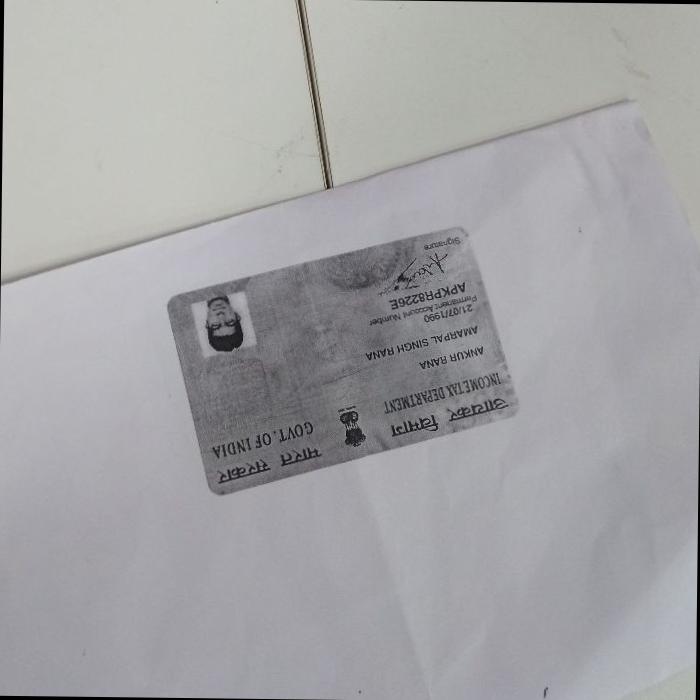 आयकर विभाग
INCOME TAX DEPARTMENT
भारत सरकार
GOVT. OF INDIA
ANKUR RANA
AMARPAL SINGH RANA
21/07/1990
Permanent Account Number
APKPR8226E
Signature